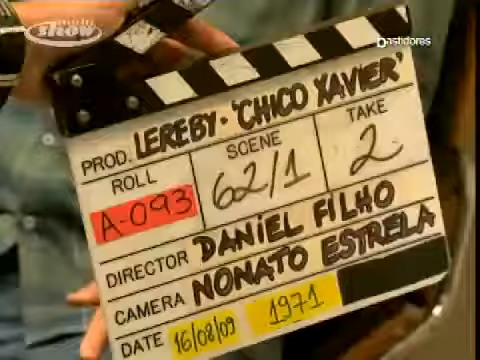 multi show
bastidores
PROD. LEREBY - 'CHICO XAVIER'
ROLL SCENE TAKE
A-093 62/1 2
DIRECTOR DANIEL FILHO
CAMERA NONATO ESTRELA
DATE 16/08/09 1971